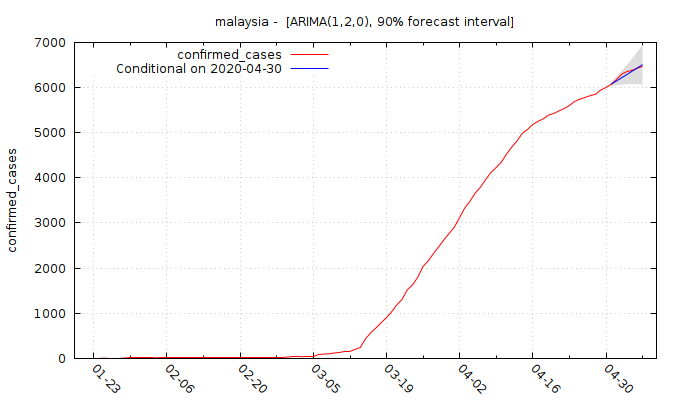 malaysia -  [ARIMA(1,2,0), 90% forecast interval]
confirmed_cases
Conditional on 2020-04-30
confirmed_cases
7000
6000
5000
4000
3000
2000
1000
0
01-23 02-06 02-20 03-05 03-19 04-02 04-16 04-30